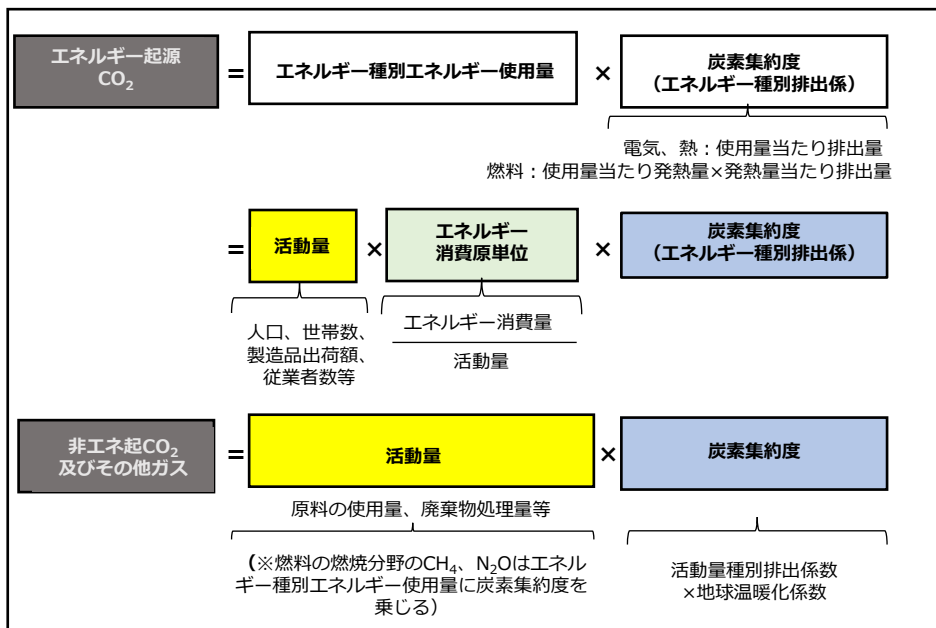 エネルギー起源
CO₂
=
エネルギー種別エネルギー使用量
×
炭素集約度
(エネルギー種別排出係)
電気、熱：使用量当たり排出量
燃料：使用量当たり発熱量×発熱量当たり排出量
=
活動量
×
エネルギー
消費原単位
×
炭素集約度
(エネルギー種別排出係)
人口、世帯数、
製造品出荷額、
従業者数等
エネルギー消費量
活動量
非エネ起CO₂
及びその他ガス
=
活動量
×
炭素集約度
原料の使用量、廃棄物処理量等
(※燃料の燃焼分野のCH₄、N₂Oはエネル
ギー種別エネルギー使用量に炭素集約度を
乗じる)
活動量種別排出係数
×地球温暖化係数